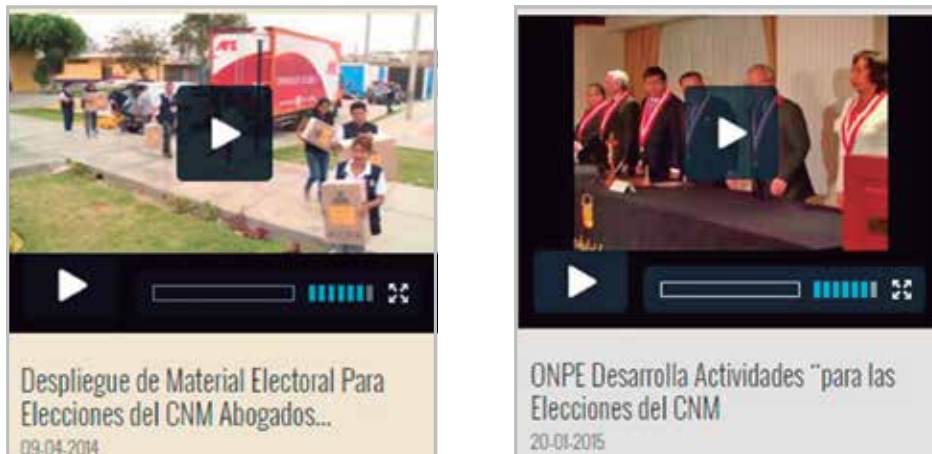 Despliegue de Material Electoral Para
Elecciones del CNM Abogados...
09-04-2014
ONPE Desarrolla Actividades ¨para las
Elecciones del CNM
20-01-2015